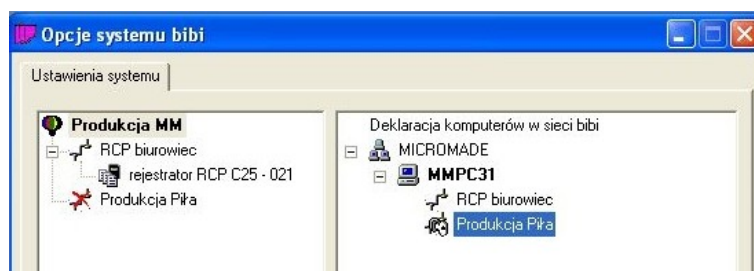 Opcje systemu bibi
Ustawienia systemu
Produkcja MM
RCP biurowiec
rejestrator RCP C25 - 021
Produkcja Piła
Deklaracja komputerów w sieci bibi
MICROMADE
MMPC31
RCP biurowiec
Produkcja Piła